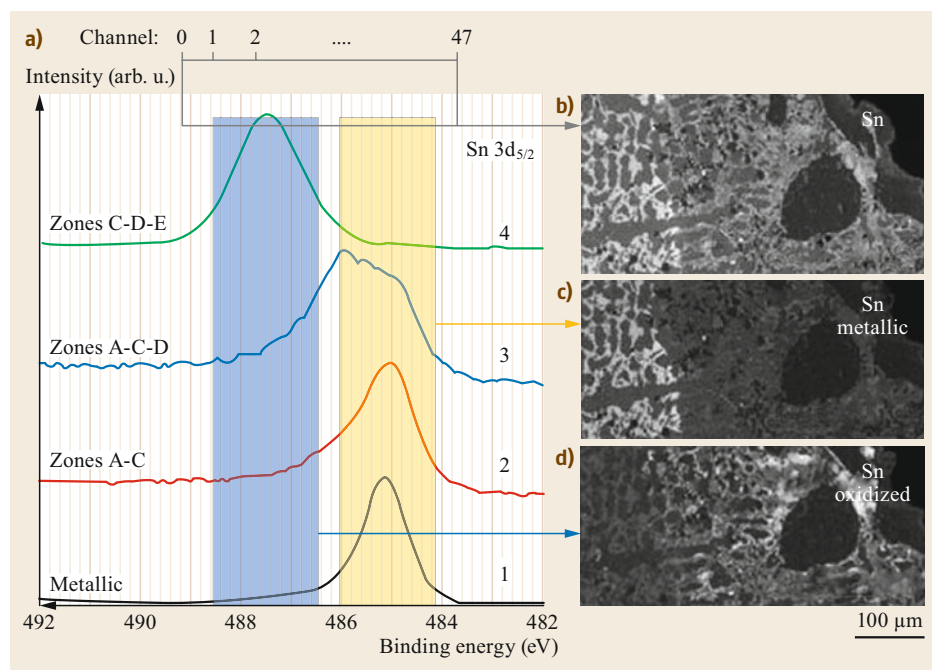 a)
Channel: 0 1 2 .... 47
Intensity (arb. u.)
Sn 3d5/2
Zones C-D-E
4
Zones A-C-D
3
Zones A-C
2
Metallic
1
492 490 488 486 484 482
Binding energy (eV)
b)
Sn
c)
Sn
metallic
d)
Sn
oxidized
100 µm